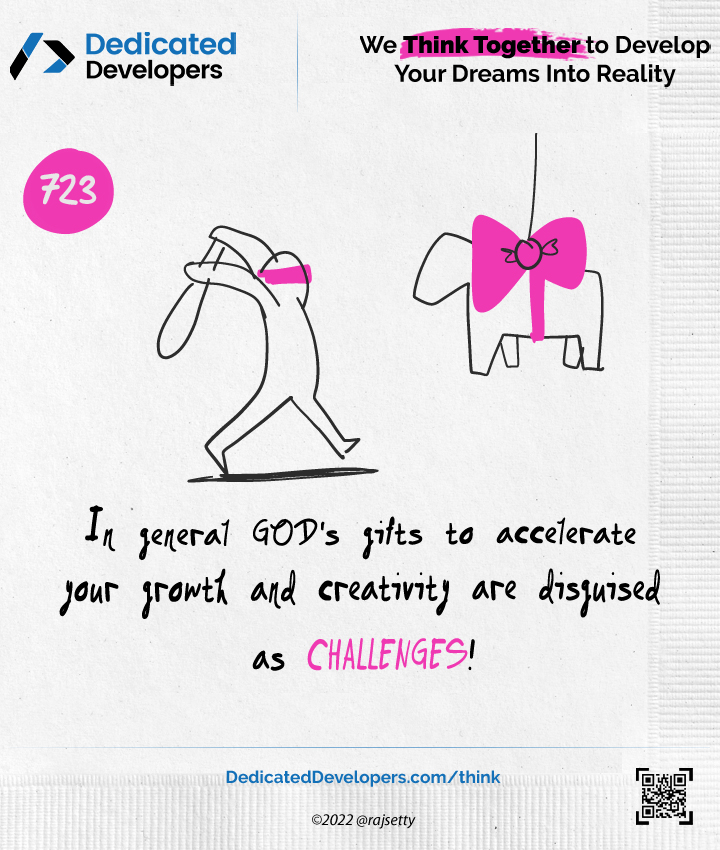 Dedicated
Developers
We Think Together to Develop
Your Dreams Into Reality
723
In general GOD's gifts to accelerate
your growth and creativity are disguised
as CHALLENGES!
DedicatedDevelopers.com/think
©2022 @rajsetty